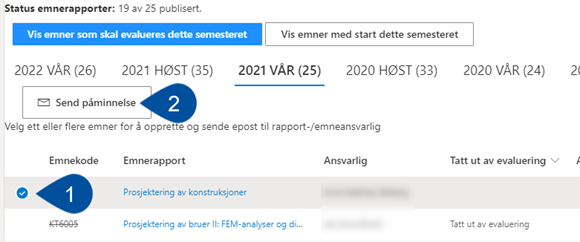 Status emnerapporter: 19 av 25 publisert.
Vis emner som skal evalueres dette semesteret
Vis emner med start dette semesteret
2022 VÅR (26) 2021 HØST (35) 2021 VÅR (25) 2020 HØST (33) 2020 VÅR (24) 2
Send påminnelse 2
Velg ett eller flere emner for å opprette og sende epost til rapport-/emneansvarlig
Emnekode Emnerapport Ansvarlig Tatt ut av evaluering A
1 Prosjektering av konstruksjoner
KT6005 Prosjektering av bruer II: FEM-analyser og di... Tatt ut av evaluering